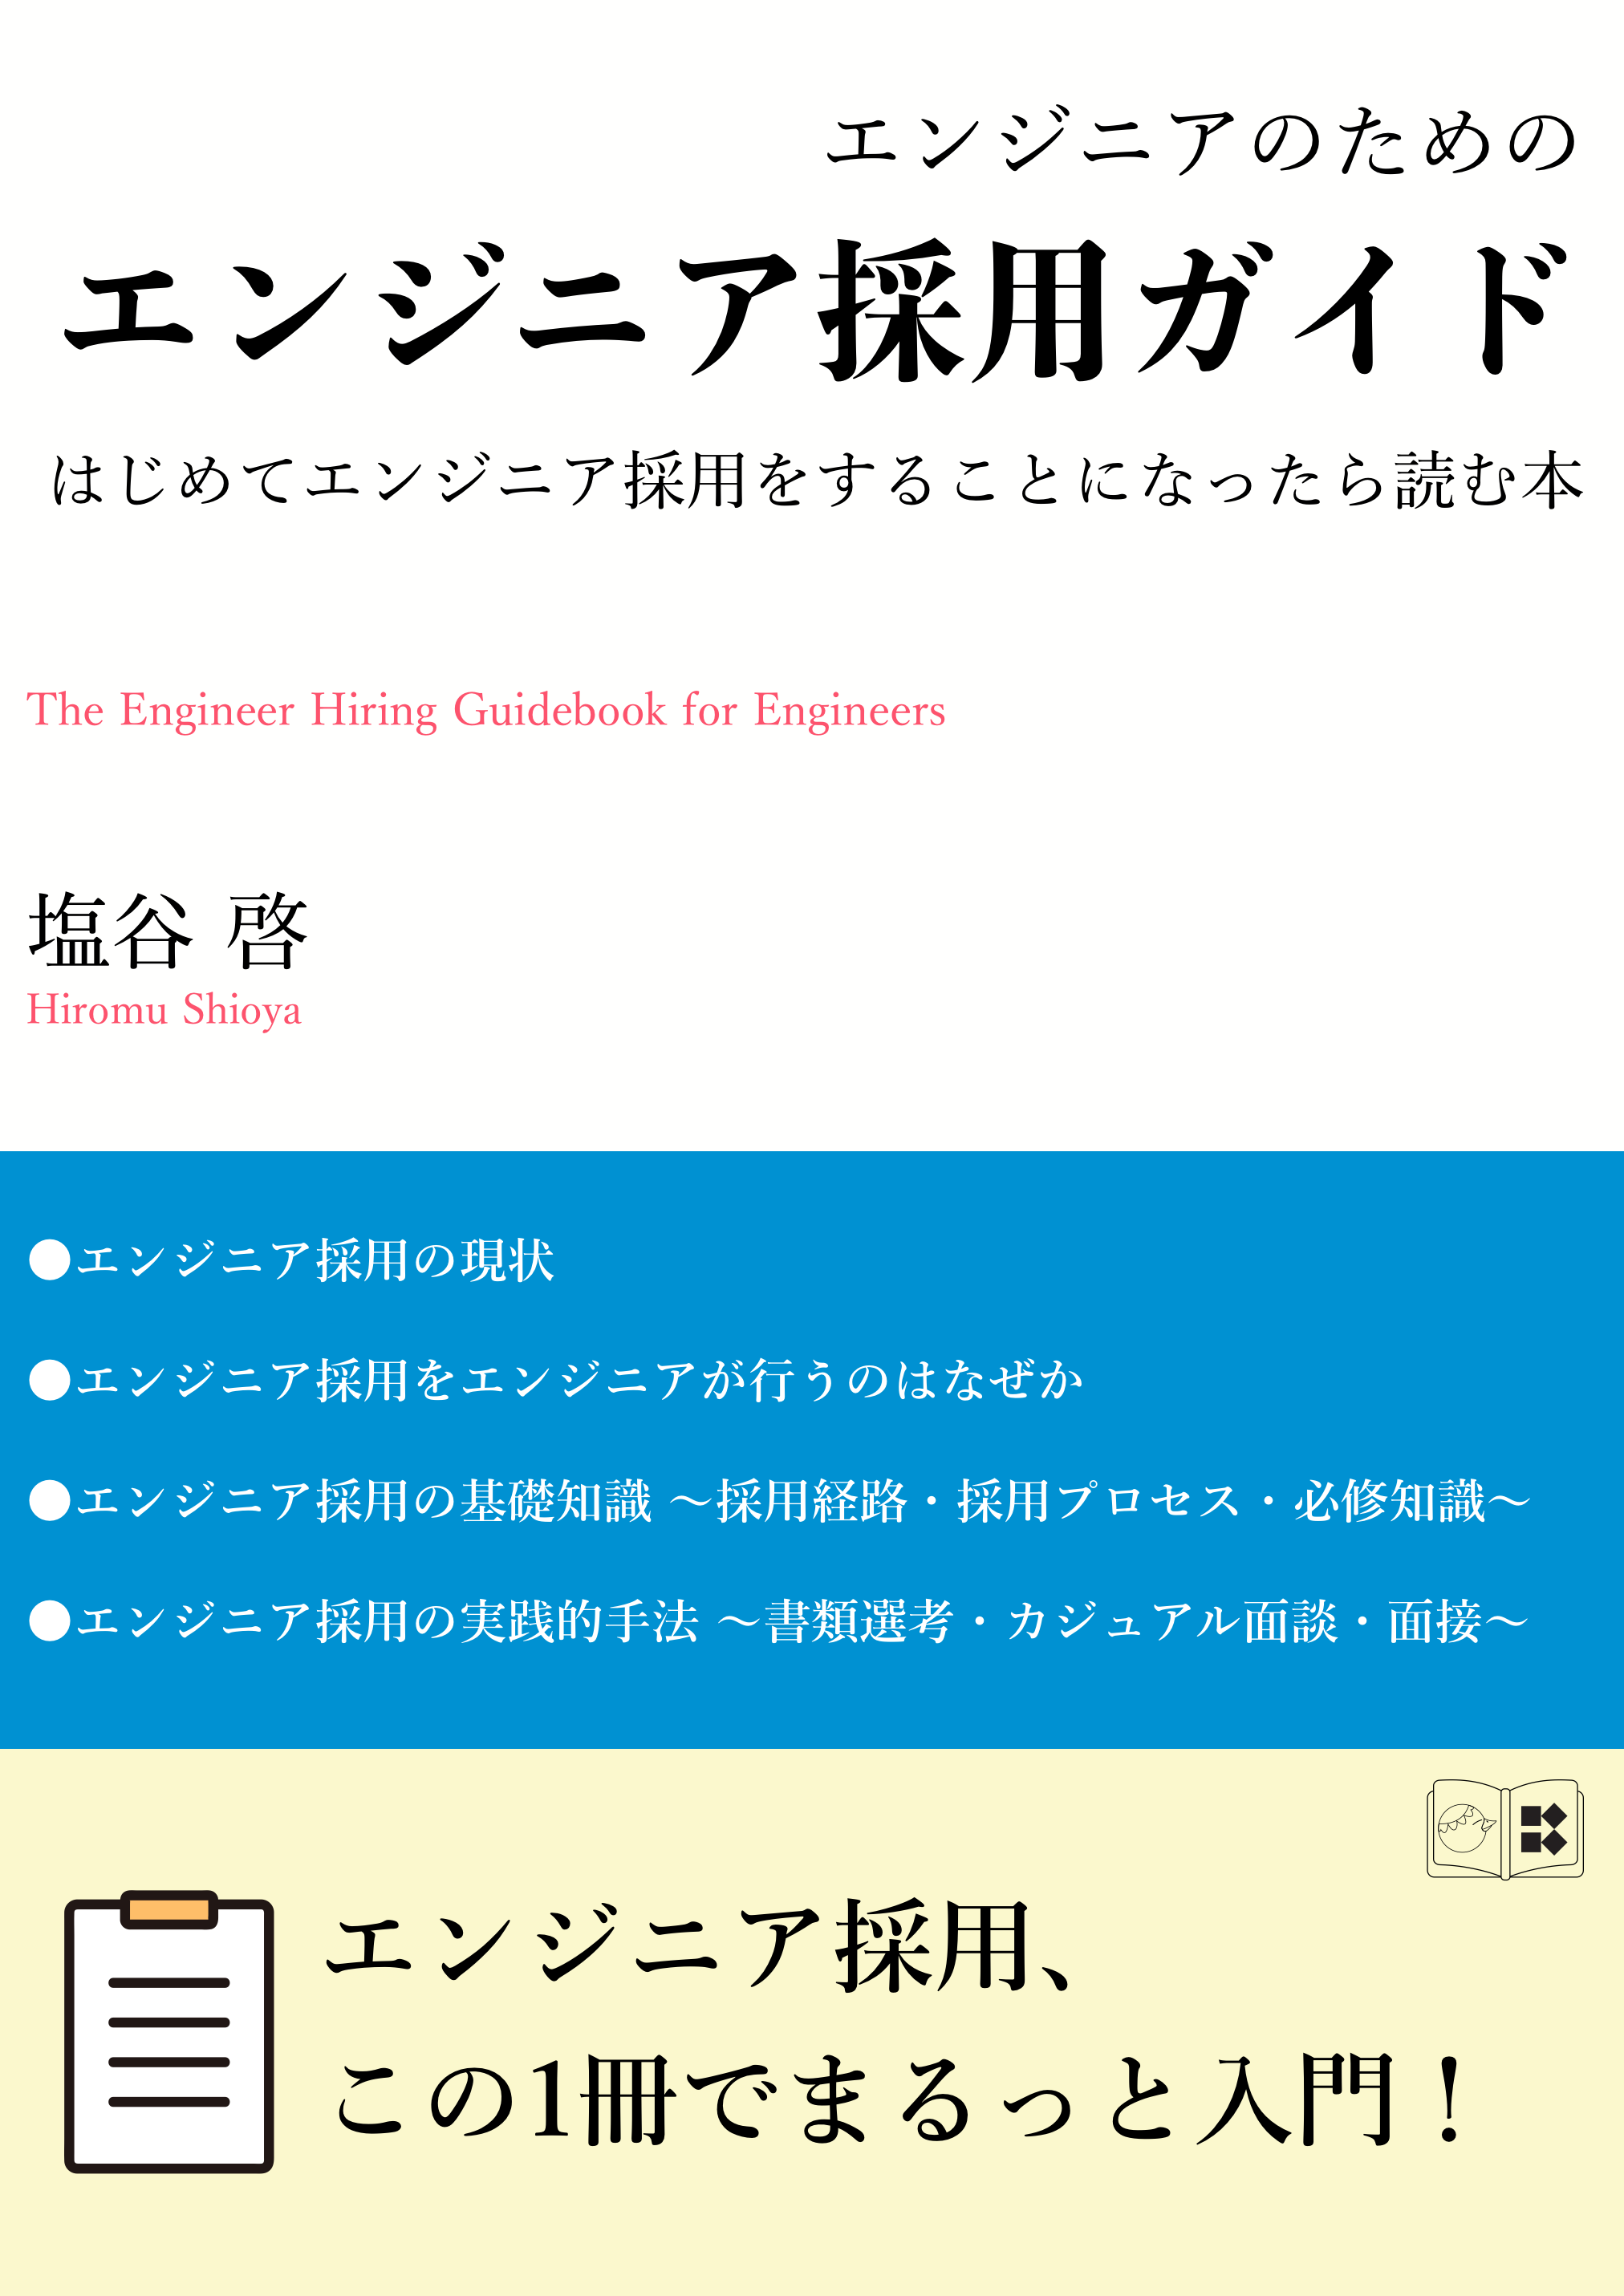 エンジニアのための
エンジニア採用ガイド
はじめてエンジニア採用をすることになったら読む本
The Engineer Hiring Guidebook for Engineers
塩谷 啓
Hiromu Shioya
●エンジニア採用の現状
●エンジニア採用をエンジニアが行うのはなぜか
●エンジニア採用の基礎知識 〜採用経路・採用プロセス・必修知識〜
●エンジニア採用の実践的手法 〜書類選考・カジュアル面談・面接〜
エンジニア採用、
この1冊でまるっと入門！